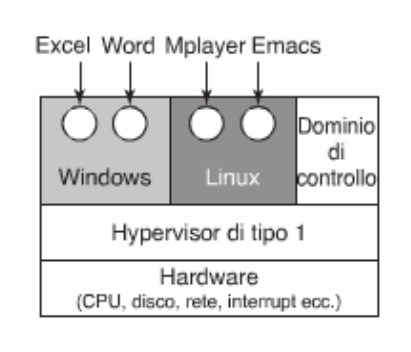 Excel Word Mplayer Emacs
Windows
Linux
Dominio
di
controllo
Hypervisor di tipo 1
Hardware
(CPU, disco, rete, interrupt ecc.)